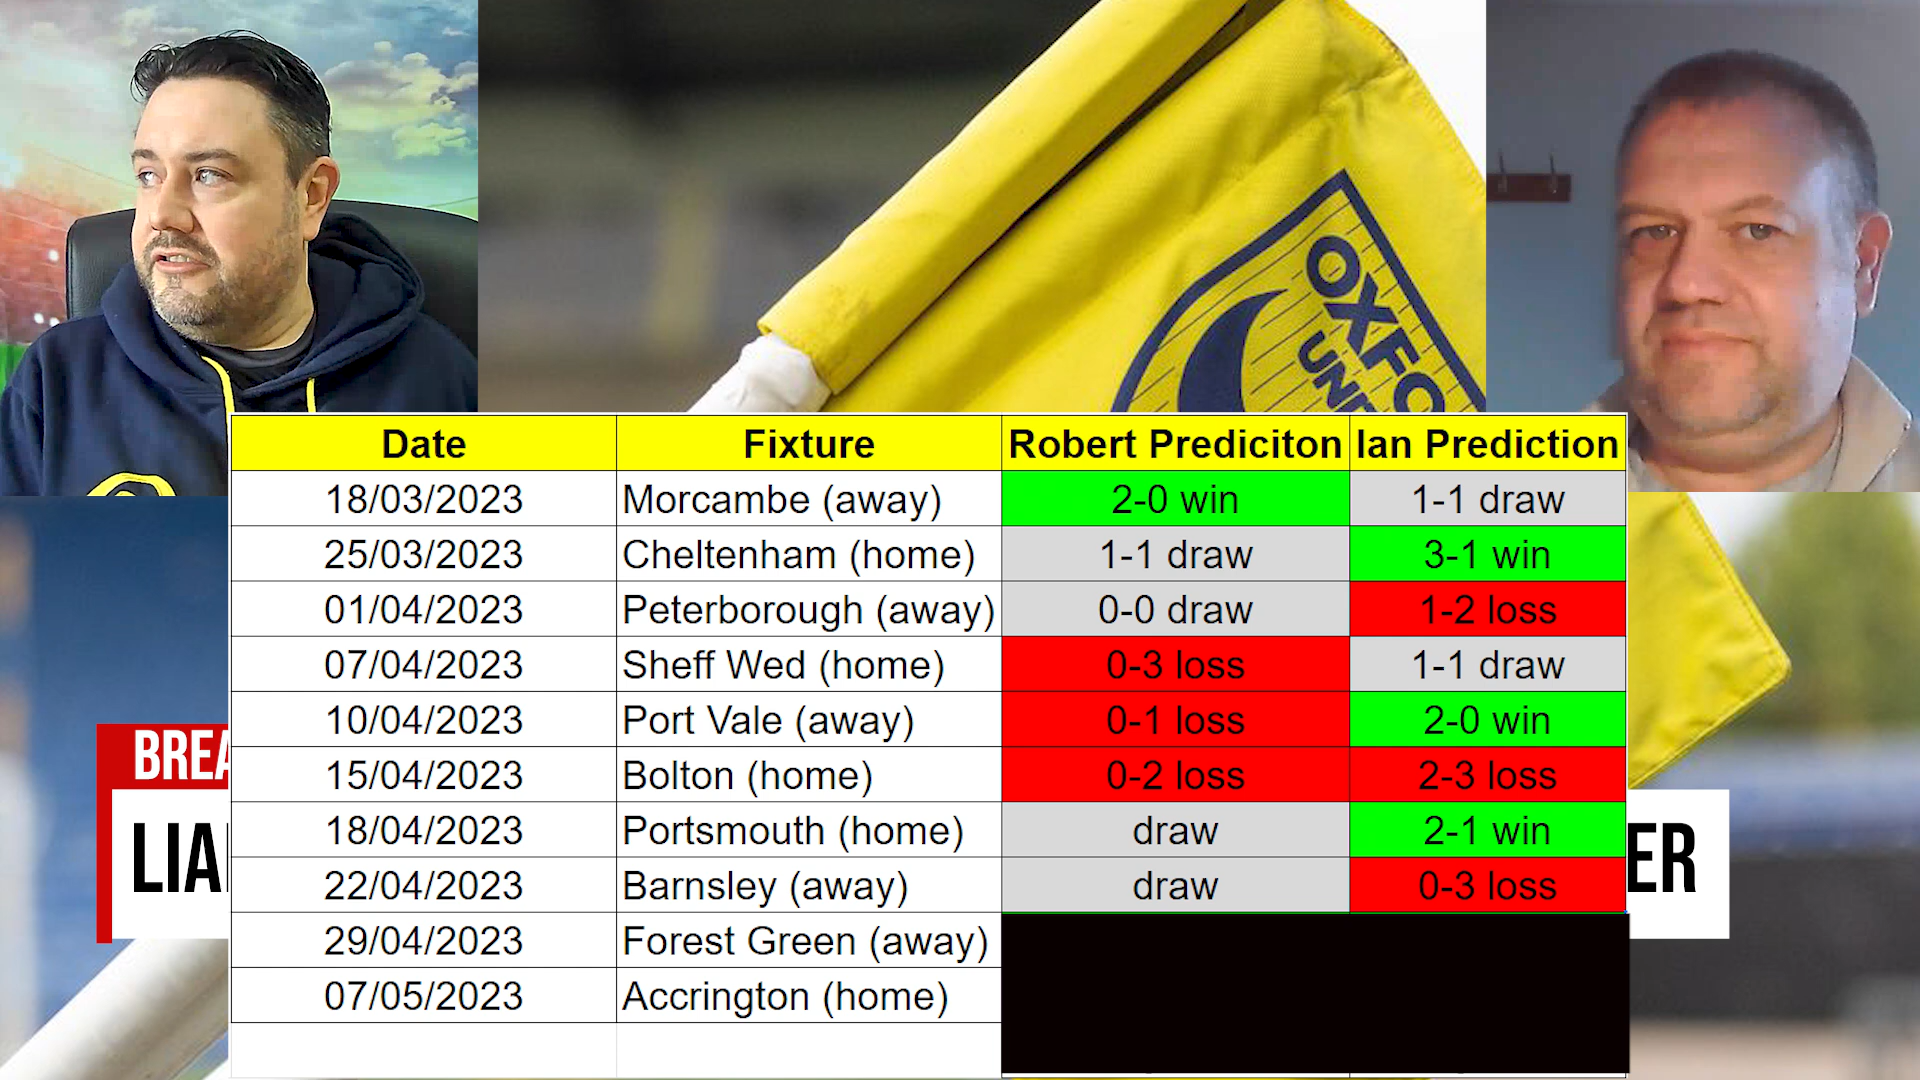 OXFO
UNI
Date Fixture Robert Prediciton Ian Prediction
18/03/2023 Morcambe (away) 2-0 win 1-1 draw
25/03/2023 Cheltenham (home) 1-1 draw 3-1 win
01/04/2023 Peterborough (away) 0-0 draw 1-2 loss
07/04/2023 Sheff Wed (home) 0-3 loss 1-1 draw
10/04/2023 Port Vale (away) 0-1 loss 2-0 win
15/04/2023 Bolton (home) 0-2 loss 2-3 loss
18/04/2023 Portsmouth (home) draw 2-1 win
22/04/2023 Barnsley (away) draw 0-3 loss
29/04/2023 Forest Green (away)
07/05/2023 Accrington (home)
BREA
LIA ER